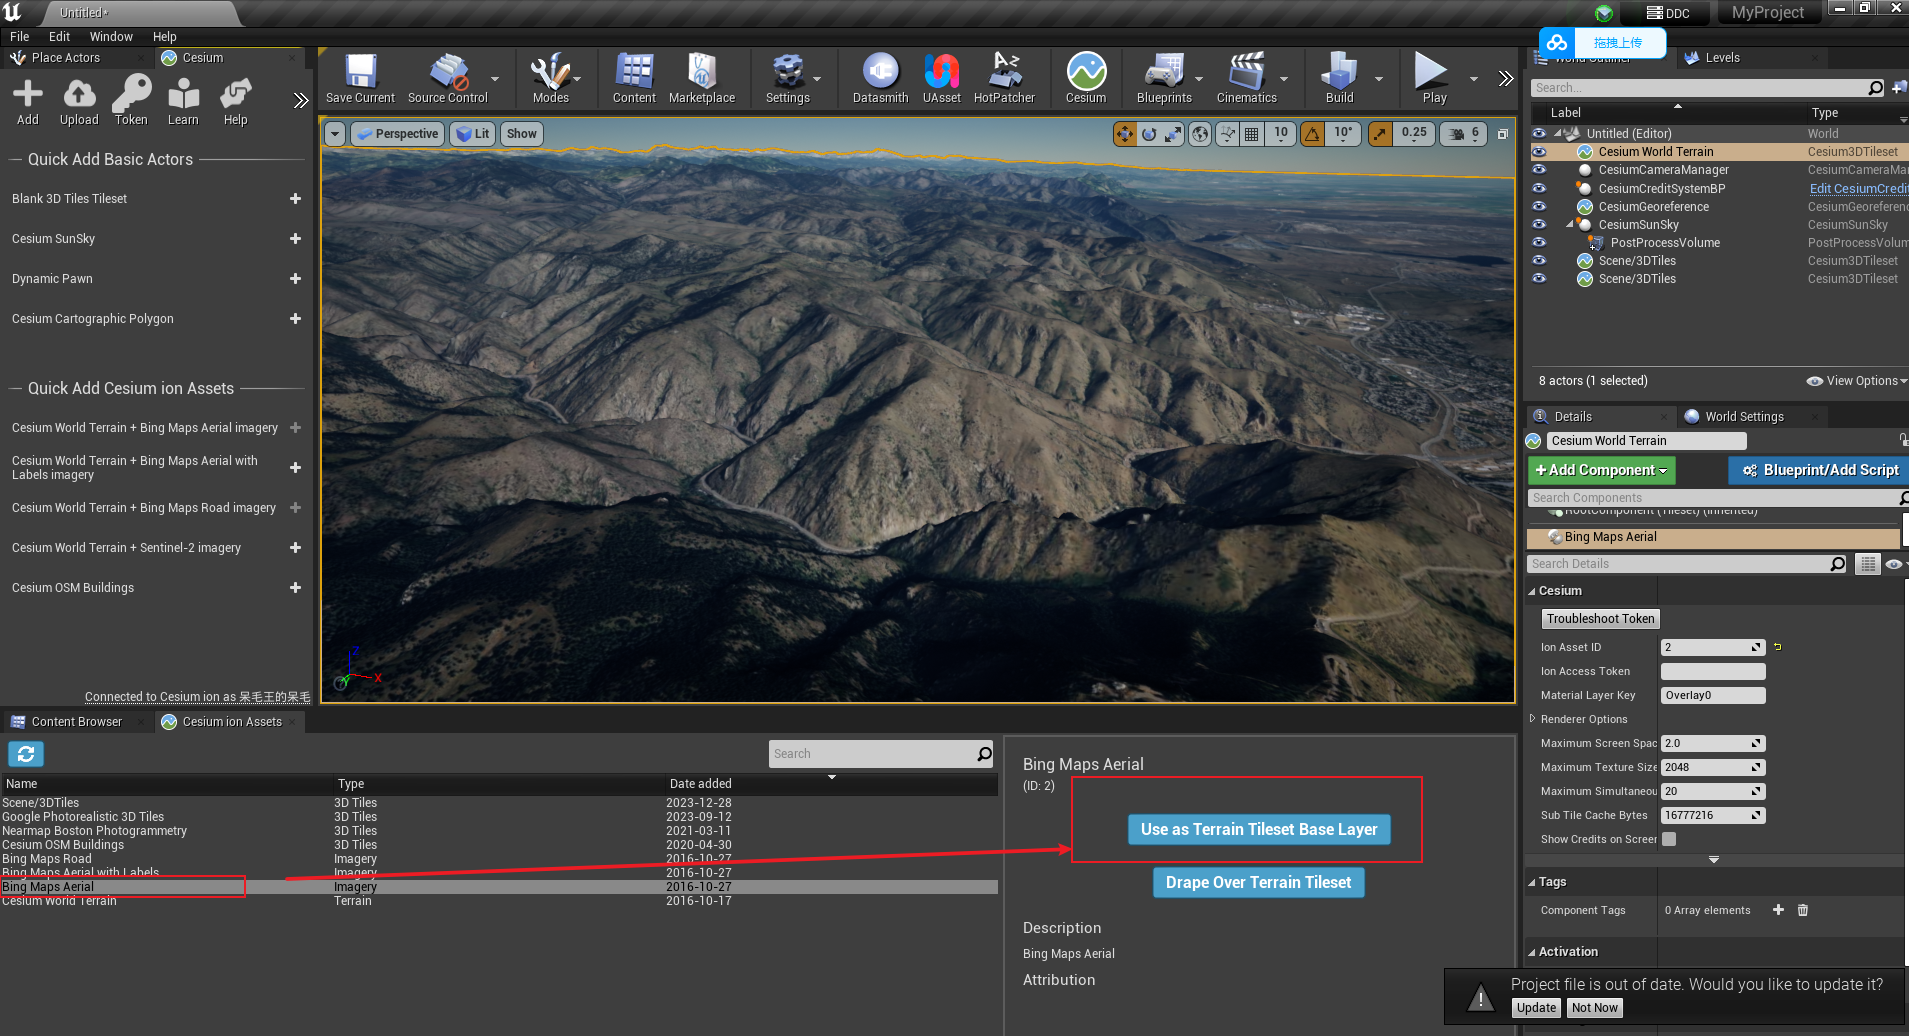 Untitled*
DDC
MyProject
File Edit Window Help
拖拽上传
Place Actors
Cesium
Add
Upload
Token
Learn
Help
Quick Add Basic Actors
Blank 3D Tiles Tileset
Cesium SunSky
Dynamic Pawn
Cesium Cartographic Polygon
Quick Add Cesium ion Assets
Cesium World Terrain + Bing Maps Aerial imagery
Cesium World Terrain + Bing Maps Aerial with
Labels imagery
Cesium World Terrain + Bing Maps Road imagery
Cesium World Terrain + Sentinel-2 imagery
Cesium OSM Buildings
Connected to Cesium ion as 呆毛王的呆毛
Save Current
Source Control
Modes
Content
Marketplace
Settings
Datasmith
UAsset
HotPatcher
Cesium
Blueprints
Cinematics
Build
Play
Perspective
Lit
Show
10
10°
0.25
6
Z
Y
X
World Outliner
Levels
Search...
Label Type
Untitled (Editor) World
Cesium World Terrain Cesium3DTileset
CesiumCameraManager CesiumCameraMa
CesiumCreditSystemBP Edit CesiumCredi
CesiumGeoreference CesiumGeoreferen
CesiumSunSky CesiumSunSky
PostProcessVolume PostProcessVolum
Scene/3DTiles Cesium3DTileset
Scene/3DTiles Cesium3DTileset
8 actors (1 selected)
View Options
Details
World Settings
Cesium World Terrain
+Add Component
Blueprint/Add Script
Search Components
RootComponent (Tileset) (Inherited)
Bing Maps Aerial
Search Details
Cesium
Troubleshoot Token
Ion Asset ID 2
Ion Access Token
Material Layer Key Overlay0
Renderer Options
Maximum Screen Spac 2.0
Maximum Texture Size 2048
Maximum Simultaneou 20
Sub Tile Cache Bytes 16777216
Show Credits on Screen
Tags
Component Tags 0 Array elements
Activation
Content Browser
Cesium ion Assets
Search
Name Type Date added
Scene/3DTiles 3D Tiles 2023-12-28
Google Photorealistic 3D Tiles 3D Tiles 2023-09-12
Nearmap Boston Photogrammetry 3D Tiles 2021-03-11
Cesium OSM Buildings 3D Tiles 2020-04-30
Bing Maps Road Imagery 2016-10-27
Bing Maps Aerial with Labels Imagery 2016-10-27
Bing Maps Aerial Imagery 2016-10-27
Cesium World Terrain Terrain 2016-10-17
Bing Maps Aerial
(ID: 2)
Use as Terrain Tileset Base Layer
Drape Over Terrain Tileset
Description
Bing Maps Aerial
Attribution
Project file is out of date. Would you like to update it?
Update
Not Now